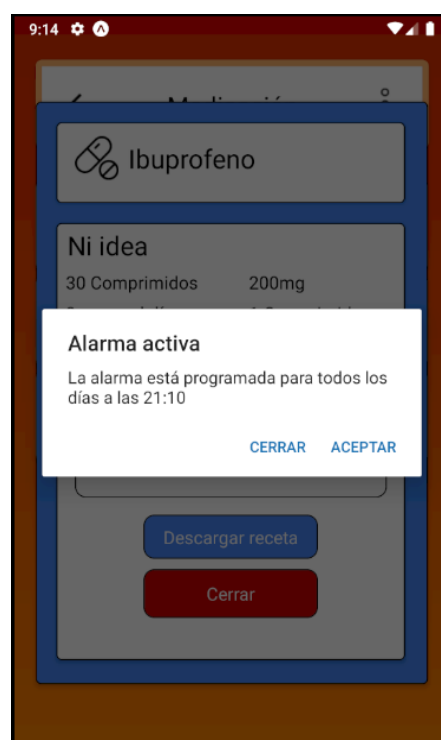 9:14
Ibuprofeno
Ni idea
30 Comprimidos 200mg
Alarma activa
La alarma está programada para todos los
días a las 21:10
CERRAR ACEPTAR
Descargar receta
Cerrar